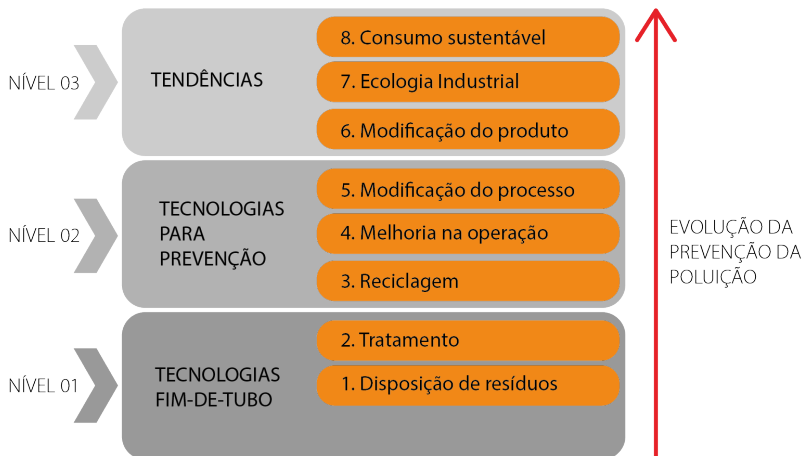 8. Consumo sustentável
NÍVEL 03
TENDÊNCIAS
7. Ecologia Industrial
6. Modificação do produto
5. Modificação do processo
NÍVEL 02
TECNOLOGIAS
PARA
PREVENÇÃO
4. Melhoria na operação
3. Reciclagem
EVOLUÇÃO DA
PREVENÇÃO DA
POLUIÇÃO
2. Tratamento
NÍVEL 01
TECNOLOGIAS
FIM-DE-TUBO
1. Disposição de resíduos